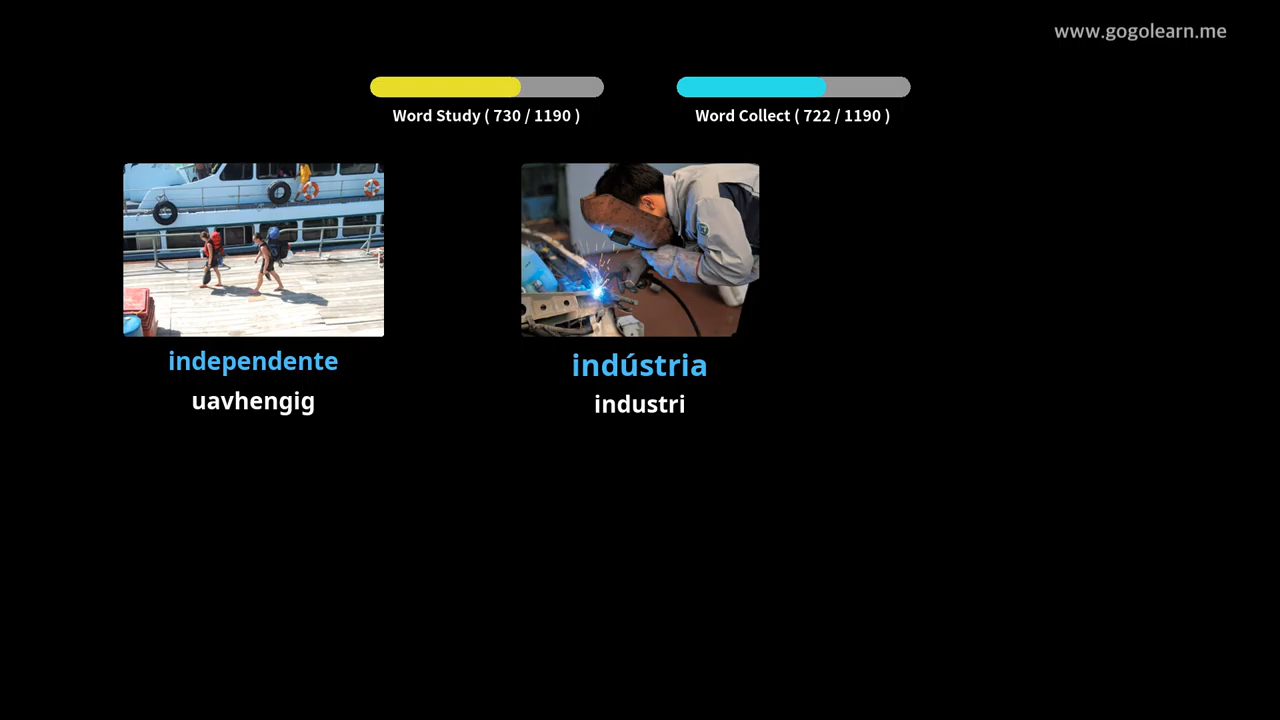 www.gogolearn.me
Word Study ( 730 / 1190 )
Word Collect ( 722 / 1190 )
independente
uavhengig
indústria
industri